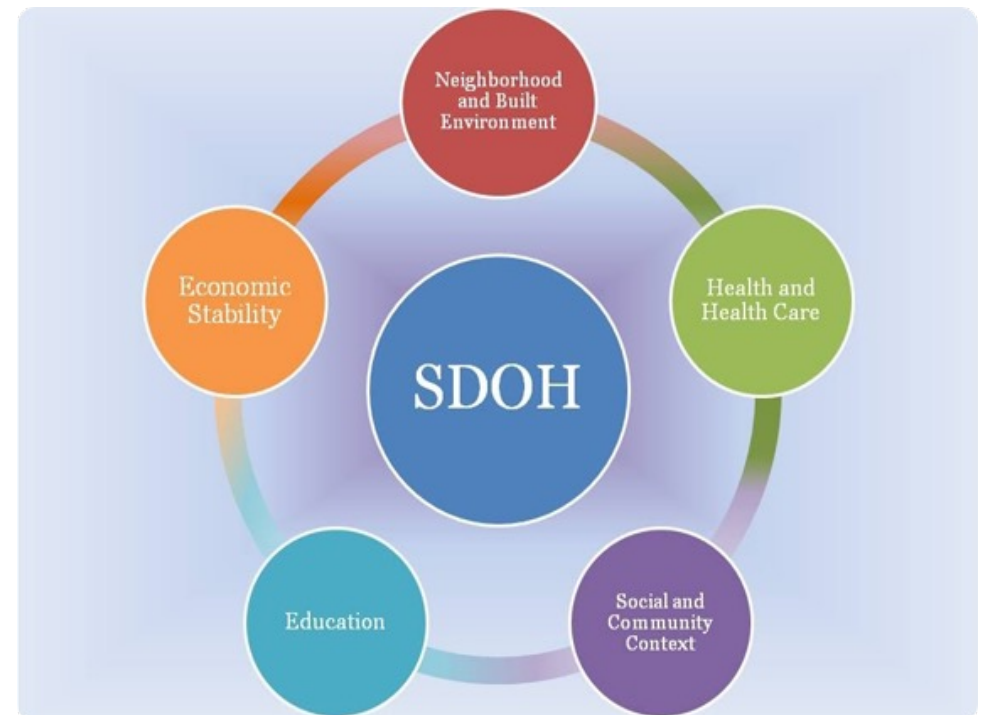 Neighborhood
and Built
Environment
Economic
Stability
Health and
Health Care
SDOH
Education
Social and
Community
Context